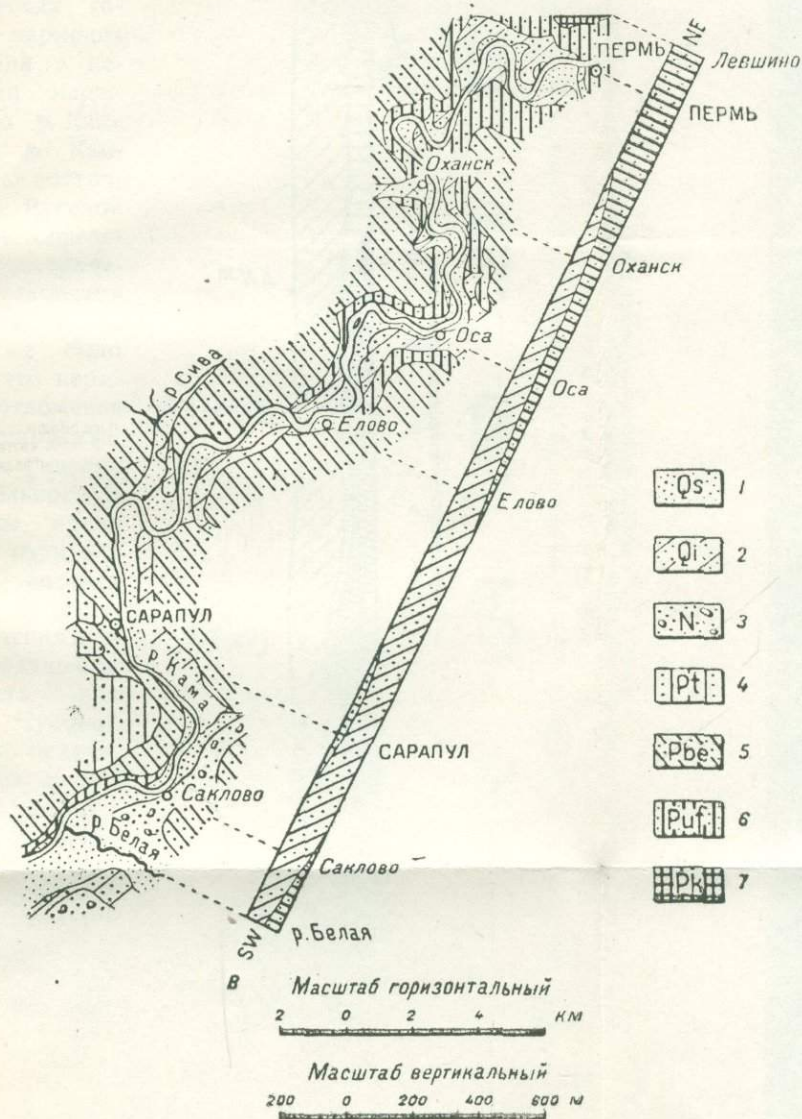 NE
ПЕРМЬ
Левшино
ПЕРМЬ
Оханск
Оханск
Оса
Оса
р. Сива
Елово
Елово
САРАПУЛ
р. Кама
САРАПУЛ
Саклово
р. Белая
Саклово
SW
р. Белая
Qs 1
Qi 2
N 3
Pt 4
Pbe 5
Puf1 6
Pk 7
В
Масштаб горизонтальный
2 0 2 4 км
Масштаб вертикальный
200 0 200 400 600 м